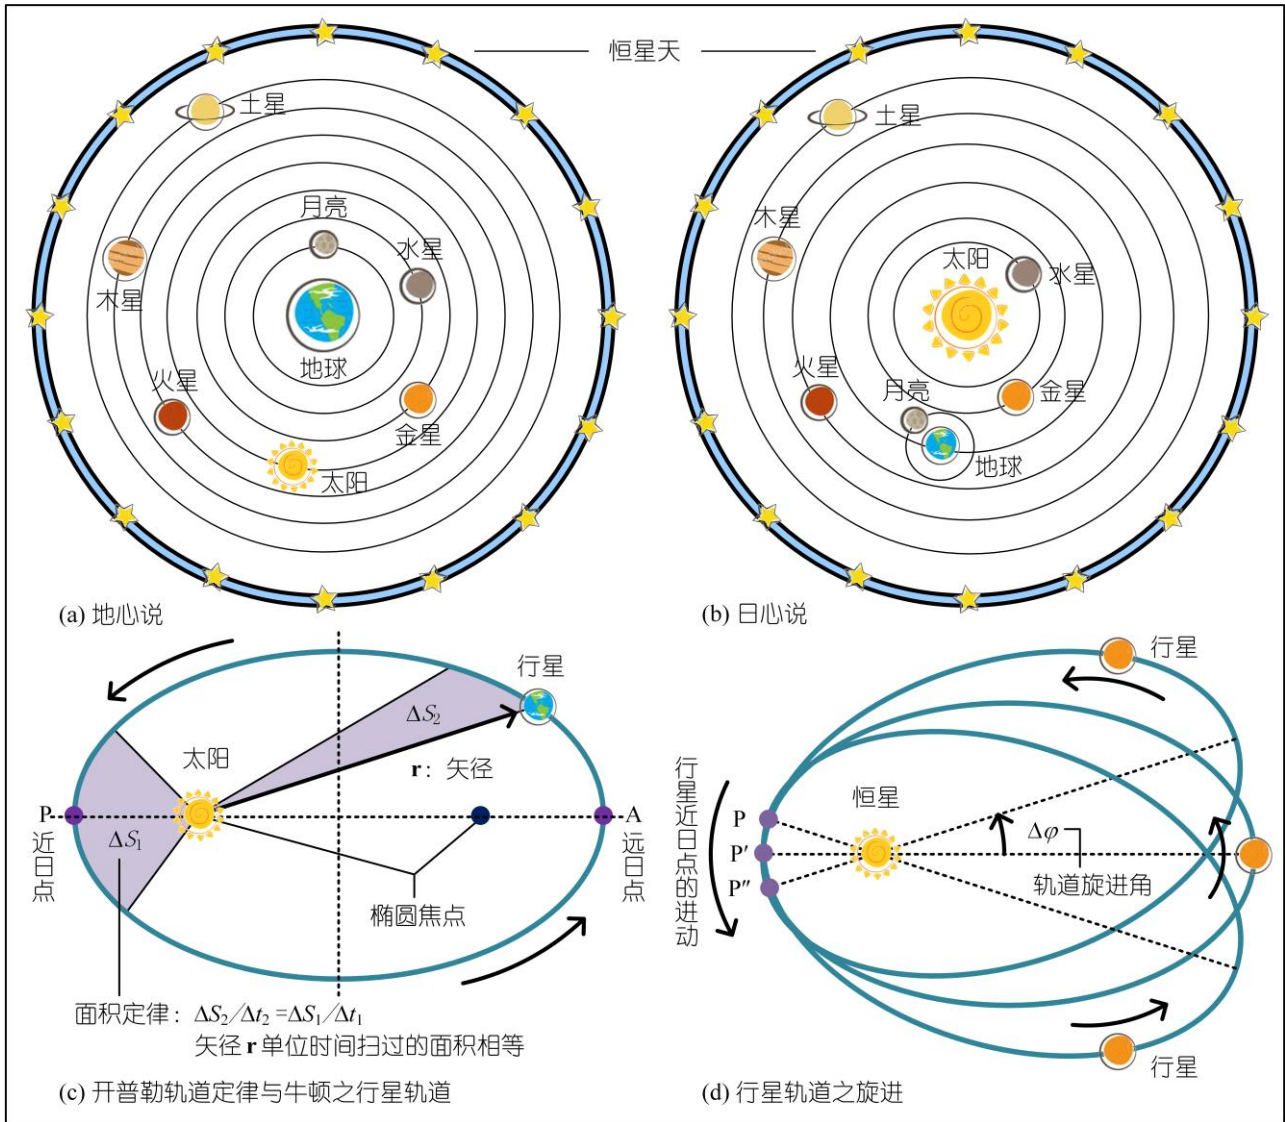 恒星天
土星
月亮
水星
木星
地球
火星
金星
太阳
(a) 地心说
土星
木星
太阳
水星
火星
月亮
金星
地球
(b) 日心说
行星
ΔS₂
太阳
r：矢径
P
近日点
ΔS₁
A
远日点
椭圆焦点
面积定律：ΔS₂/Δt₂ =ΔS₁/Δt₁
矢径 r 单位时间扫过的面积相等
(c) 开普勒轨道定律与牛顿之行星轨道
行星
行星近日点的进动
恒星
P
P′
P″
Δφ
轨道旋进角
行星
(d) 行星轨道之旋进